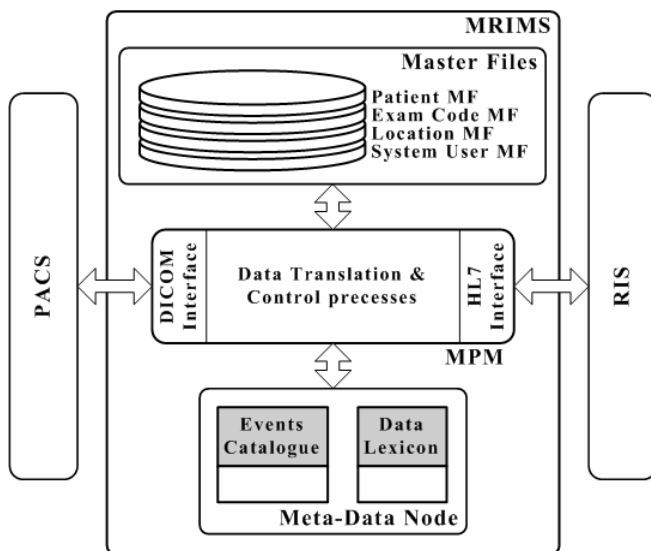 MRIMS
Master Files
Patient MF
Exam Code MF
Location MF
System User MF
PACS
DICOM
Interface
Data Translation &
Control precesses
HL7
Interface
RIS
MPM
Events
Catalogue
Data
Lexicon
Meta-Data Node